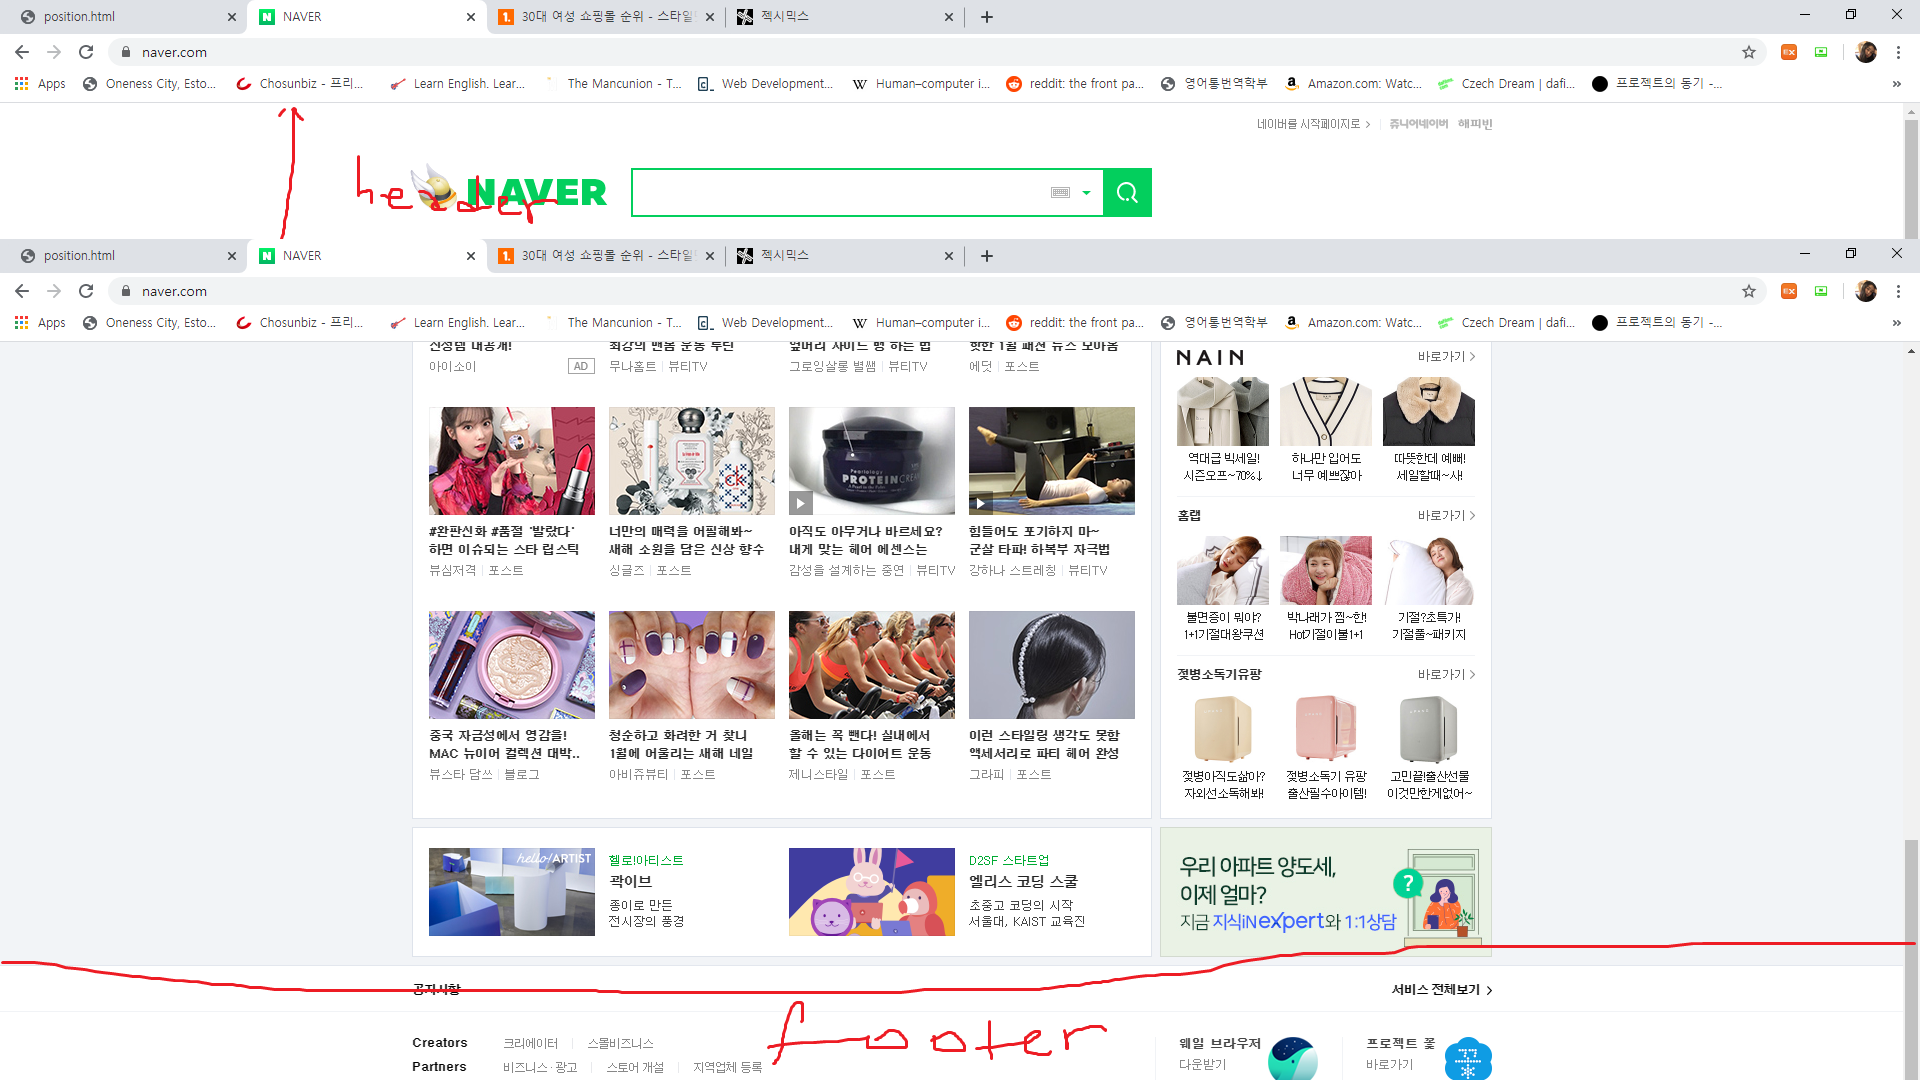 position.html
NAVER
30대 여성 쇼핑몰 순위 - 스타일
젝시믹스
naver.com
Apps
Oneness City, Esto...
Chosunbiz - 프리...
Learn English. Lear...
The Mancunion - T...
Web Development...
Human–computer i...
reddit: the front pa...
영어통번역학부
Amazon.com: Watc...
Czech Dream | dafi...
프로젝트의 동기 -...
네이버를 시작페이지로 >
쥬니어네이버 해피빈
header
NAVER
position.html
NAVER
30대 여성 쇼핑몰 순위 - 스타일
젝시믹스
naver.com
Apps
Oneness City, Esto...
Chosunbiz - 프리...
Learn English. Lear...
The Mancunion - T...
Web Development...
Human–computer i...
reddit: the front pa...
영어통번역학부
Amazon.com: Watc...
Czech Dream | dafi...
프로젝트의 동기 -...
아이소이
AD
무나홈트 | 뷰티TV
그로잉살롱 별쌤 | 뷰티TV
에덧 | 포스트
#완판신화 #품절 '발랐다'
하면 이슈되는 스타 립스틱
뷰심저격 | 포스트
너만의 매력을 어필해봐~
새해 소원을 담은 신상 향수
싱글즈 | 포스트
PROTEIN
아직도 아무거나 바르세요?
내게 맞는 헤어 에센스는
감성을 설계하는 중연 | 뷰티TV
힘들어도 포기하지 마~
군살 타파! 하복부 자극법
강하나 스트레칭 | 뷰티TV
중국 자금성에서 영감을!
MAC 뉴이어 컬렉션 대박..
뷰스타 담쓰 | 블로그
청순하고 화려한 거 찾니
1월에 어울리는 새해 네일
아비쥬뷰티 | 포스트
올해는 꼭 뺀다! 실내에서
할 수 있는 다이어트 운동
제니스타일 | 포스트
이런 스타일링 생각도 못함
액세서리로 파티 헤어 완성
그라피 | 포스트
NAIN
바로가기 >
역대급 빅세일!
시즌오프~70%↓
하나만 입어도
너무 예쁘잖아
따뜻한데 예뻐!
세일할때~사!
홈랩
바로가기 >
불면증이 뭐야?
1+1기절대왕쿠션
박나래가 찜~한!
Hot기절이불1+1
기절?초특가!
기절폴~패키지
젖병소독기유팡
바로가기 >
젖병아직도삶아?
자외선소독해봐!
젖병소독기 유팡
출산필수아이템!
고민끝!출산선물
이것만한게없어~
hello! ARTIST
헬로!아티스트
곽이브
종이로 만든
전시장의 풍경
D2SF 스타트업
엘리스 코딩 스쿨
초중고 코딩의 시작
서울대, KAIST 교육진
우리 아파트 양도세,
이제 얼마?
지금 지식iN expert와 1:1상담
?
공지사항
서비스 전체보기 >
footer
Creators
크리에이터 | 스몰비즈니스
Partners
비즈니스 · 광고 | 스토어 개설 | 지역업체 등록
웨일 브라우저
다운받기
프로젝트 꽃
바로가기